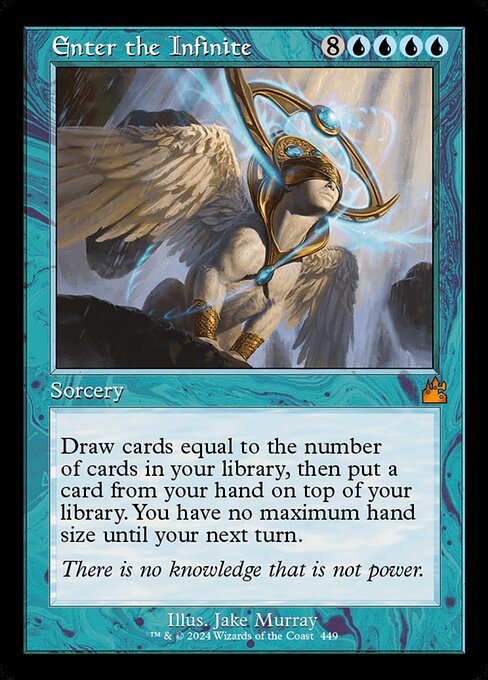 Enter the Infinite 8
Sorcery
Draw cards equal to the number
of cards in your library, then put a
card from your hand on top of your
library. You have no maximum hand
size until your next turn.
There is no knowledge that is not power.
Illus. Jake Murray
™ & © 2024 Wizards of the Coast 449